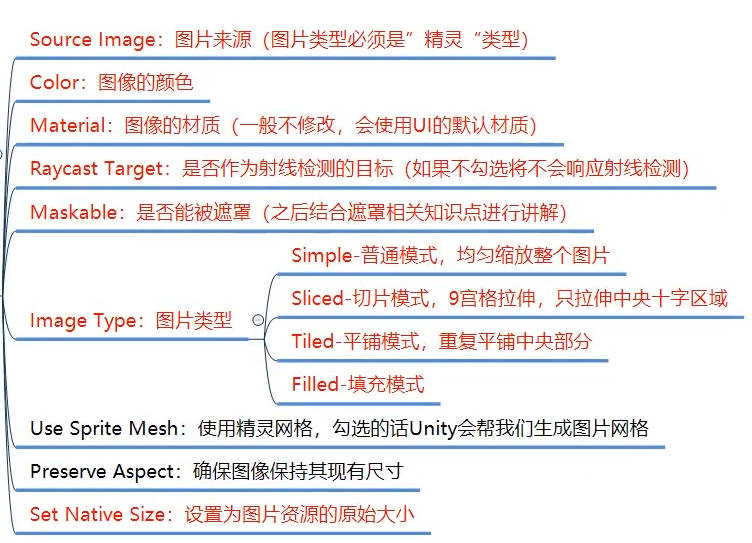 Source Image：图片来源（图片类型必须是”精灵“类型）
Color：图像的颜色
Material：图像的材质（一般不修改，会使用UI的默认材质）
Raycast Target：是否作为射线检测的目标（如果不勾选将不会响应射线检测）
Maskable：是否能被遮罩（之后结合遮罩相关知识点进行讲解）
Image Type：图片类型
Simple-普通模式，均匀缩放整个图片
Sliced-切片模式，9宫格拉伸，只拉伸中央十字区域
Tiled-平铺模式，重复平铺中央部分
Filled-填充模式
Use Sprite Mesh：使用精灵网格，勾选的话Unity会帮我们生成图片网格
Preserve Aspect：确保图像保持其现有尺寸
Set Native Size：设置为图片资源的原始大小